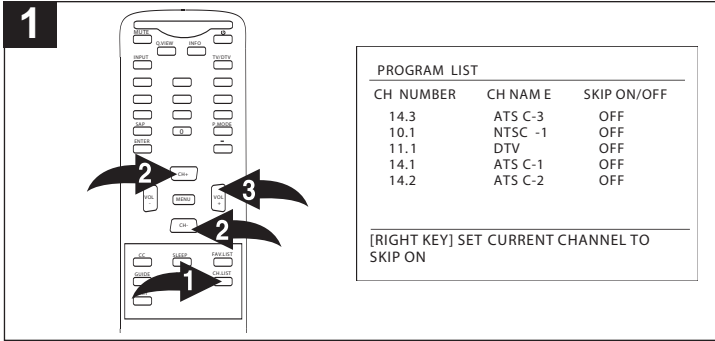 1
MUTE
Q.VIEW INFO
INPUT TV/DTV
SAP 0 P.MODE
ENTER –
CH+
2
VOL - MENU VOL +
3
CH-
2
CC SLEEP FAV.LIST
GUIDE CH.LIST
1
PROGRAM LIST
CH NUMBER CH NAM E SKIP ON/OFF
14.3 ATS C-3 OFF
10.1 NTSC -1 OFF
11.1 DTV OFF
14.1 ATS C-1 OFF
14.2 ATS C-2 OFF
[RIGHT KEY] SET CURRENT CHANNEL TO
SKIP ON